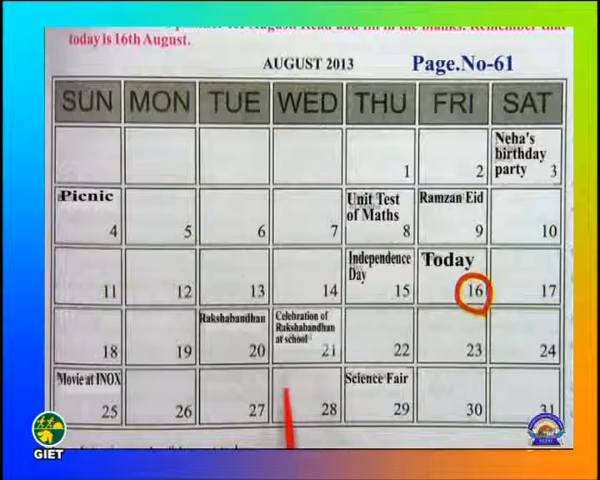 today is 16th August.
AUGUST 2013 Page.No-61
SUN MON TUE WED THU FRI SAT
Neha's
birthday
party
1 2 3
Picnic Unit Test Ramzan Eid
of Maths
4 5 6 7 8 9 10
Independence Today
Day
11 12 13 14 15 16 17
Rakshabandhan Celebration of
Rakshabandhan
at school
18 19 20 21 22 23 24
Movie at INOX Science Fair
25 26 27 28 29 30 31
GIET